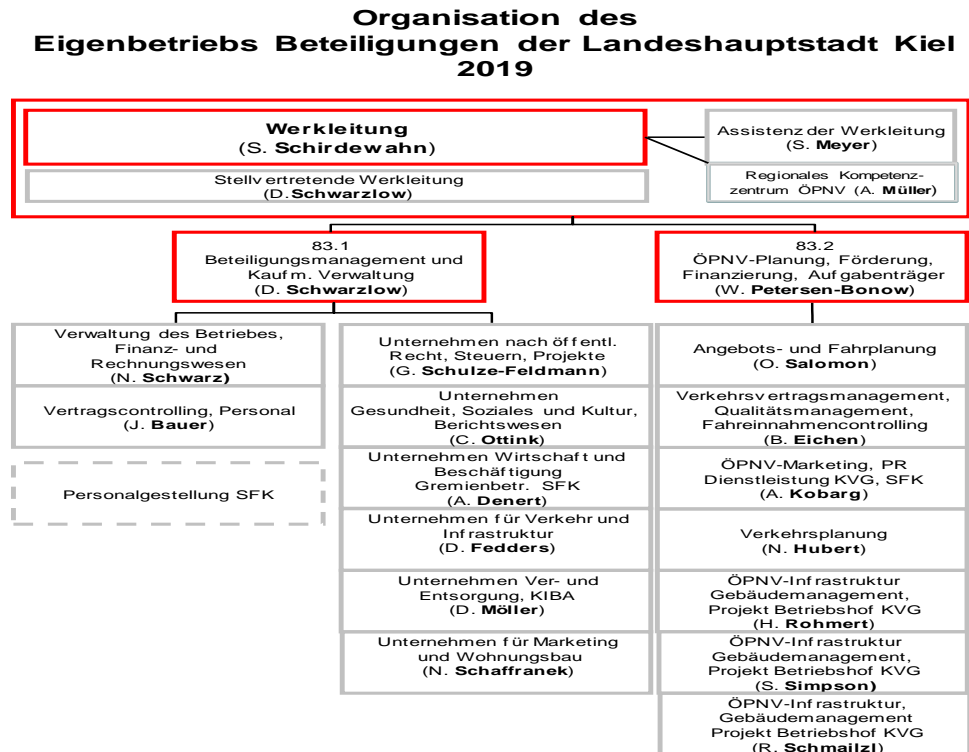 Organisation des
Eigenbetriebs Beteiligungen der Landeshauptstadt Kiel
2019
Werkleitung
(S. Schirdewahn)
Stellvertretende Werkleitung
(D.Schwarzlow)
Assistenz der Werkleitung
(S. Meyer)
Regionales Kompetenz-
zentrum ÖPNV (A. Müller)
83.1
Beteiligungsmanagement und
Kaufm. Verwaltung
(D. Schwarzlow)
83.2
ÖPNV-Planung, Förderung,
Finanzierung, Aufgabenträger
(W. Petersen-Bonow)
Verwaltung des Betriebes,
Finanz- und
Rechnungswesen
(N. Schwarz)
Vertragscontrolling, Personal
(J. Bauer)
Personalgestellung SFK
Unternehmen nach öffentl.
Recht, Steuern, Projekte
(G. Schulze-Feldmann)
Unternehmen
Gesundheit, Soziales und Kultur,
Berichtswesen
(C. Ottink)
Unternehmen Wirtschaft und
Beschäftigung
Gremienbetr. SFK
(A. Denert)
Unternehmen für Verkehr und
Infrastruktur
(D. Fedders)
Unternehmen Ver- und
Entsorgung, KIBA
(D. Möller)
Unternehmen für Marketing
und Wohnungsbau
(N. Schaffranek)
Angebots- und Fahrplanung
(O. Salomon)
Verkehrsvertragsmanagement,
Qualitätsmanagement,
Fahreinnahmencontrolling
(B. Eichen)
ÖPNV-Marketing, PR
Dienstleistung KVG, SFK
(A. Kobarg)
Verkehrsplanung
(N. Hubert)
ÖPNV-Infrastruktur
Gebäudemanagement,
Projekt Betriebshof KVG
(H. Rohmert)
ÖPNV-Infrastruktur
Gebäudemanagement,
Projekt Betriebshof KVG
(S. Simpson)
ÖPNV-Infrastruktur,
Gebäudemanagement
Projekt Betriebshof KVG
(R. Schmailzl)